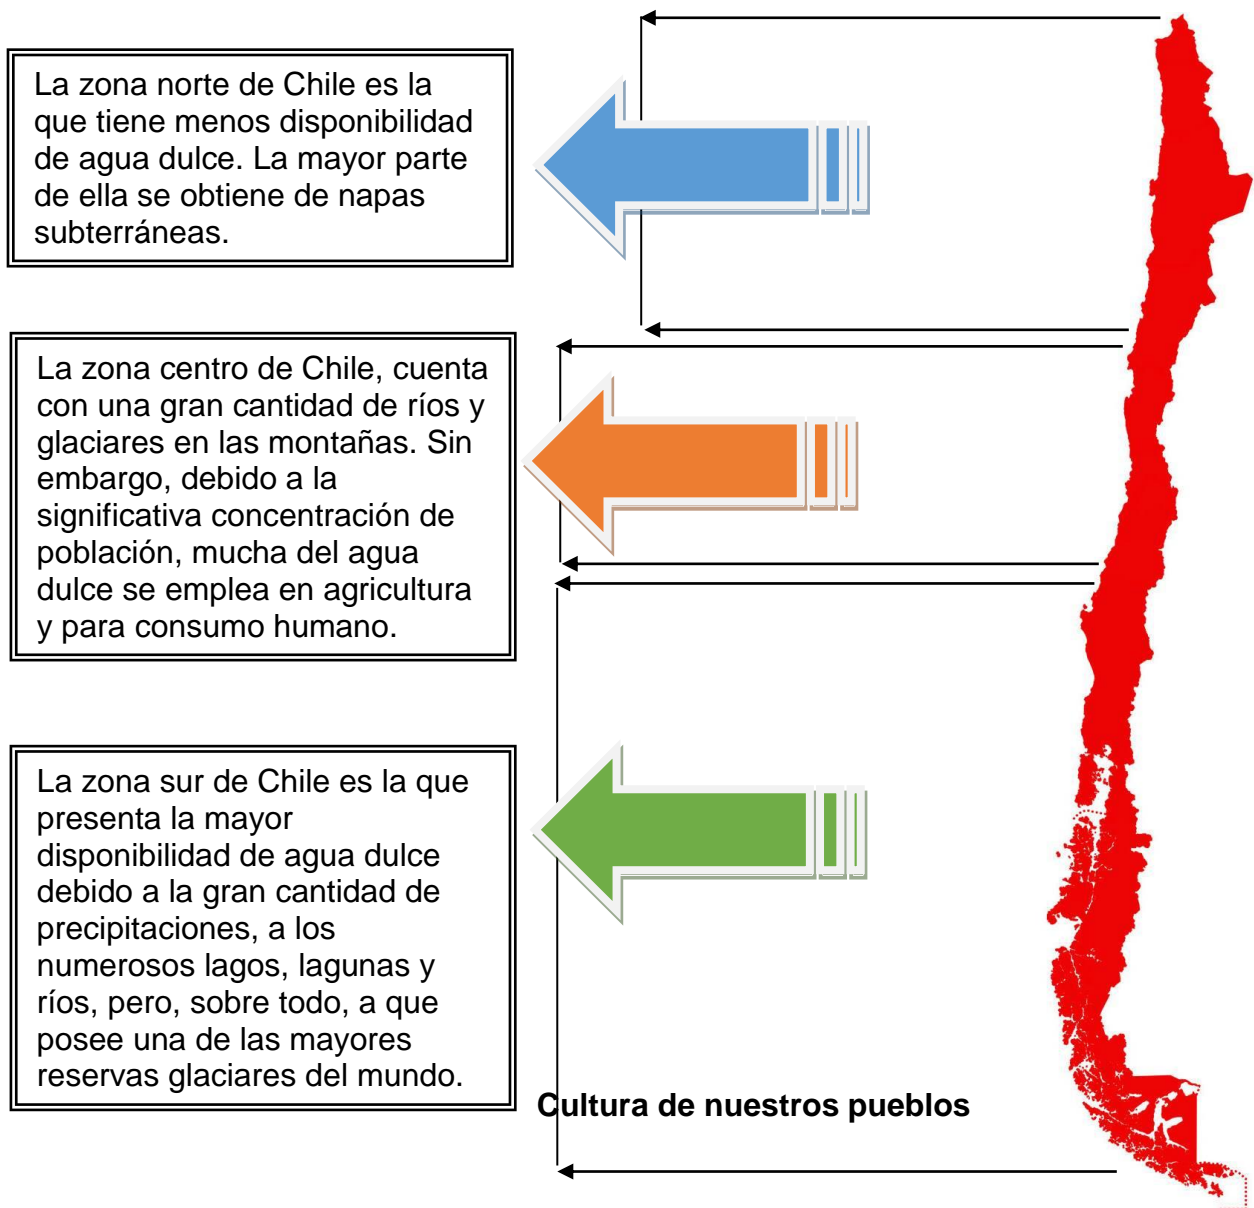 La zona norte de Chile es la
que tiene menos disponibilidad
de agua dulce. La mayor parte
de ella se obtiene de napas
subterráneas.
La zona centro de Chile, cuenta
con una gran cantidad de ríos y
glaciares en las montañas. Sin
embargo, debido a la
significativa concentración de
población, mucha del agua
dulce se emplea en agricultura
y para consumo humano.
La zona sur de Chile es la que
presenta la mayor
disponibilidad de agua dulce
debido a la gran cantidad de
precipitaciones, a los
numerosos lagos, lagunas y
ríos, pero, sobre todo, a que
posee una de las mayores
reservas glaciares del mundo.
Cultura de nuestros pueblos